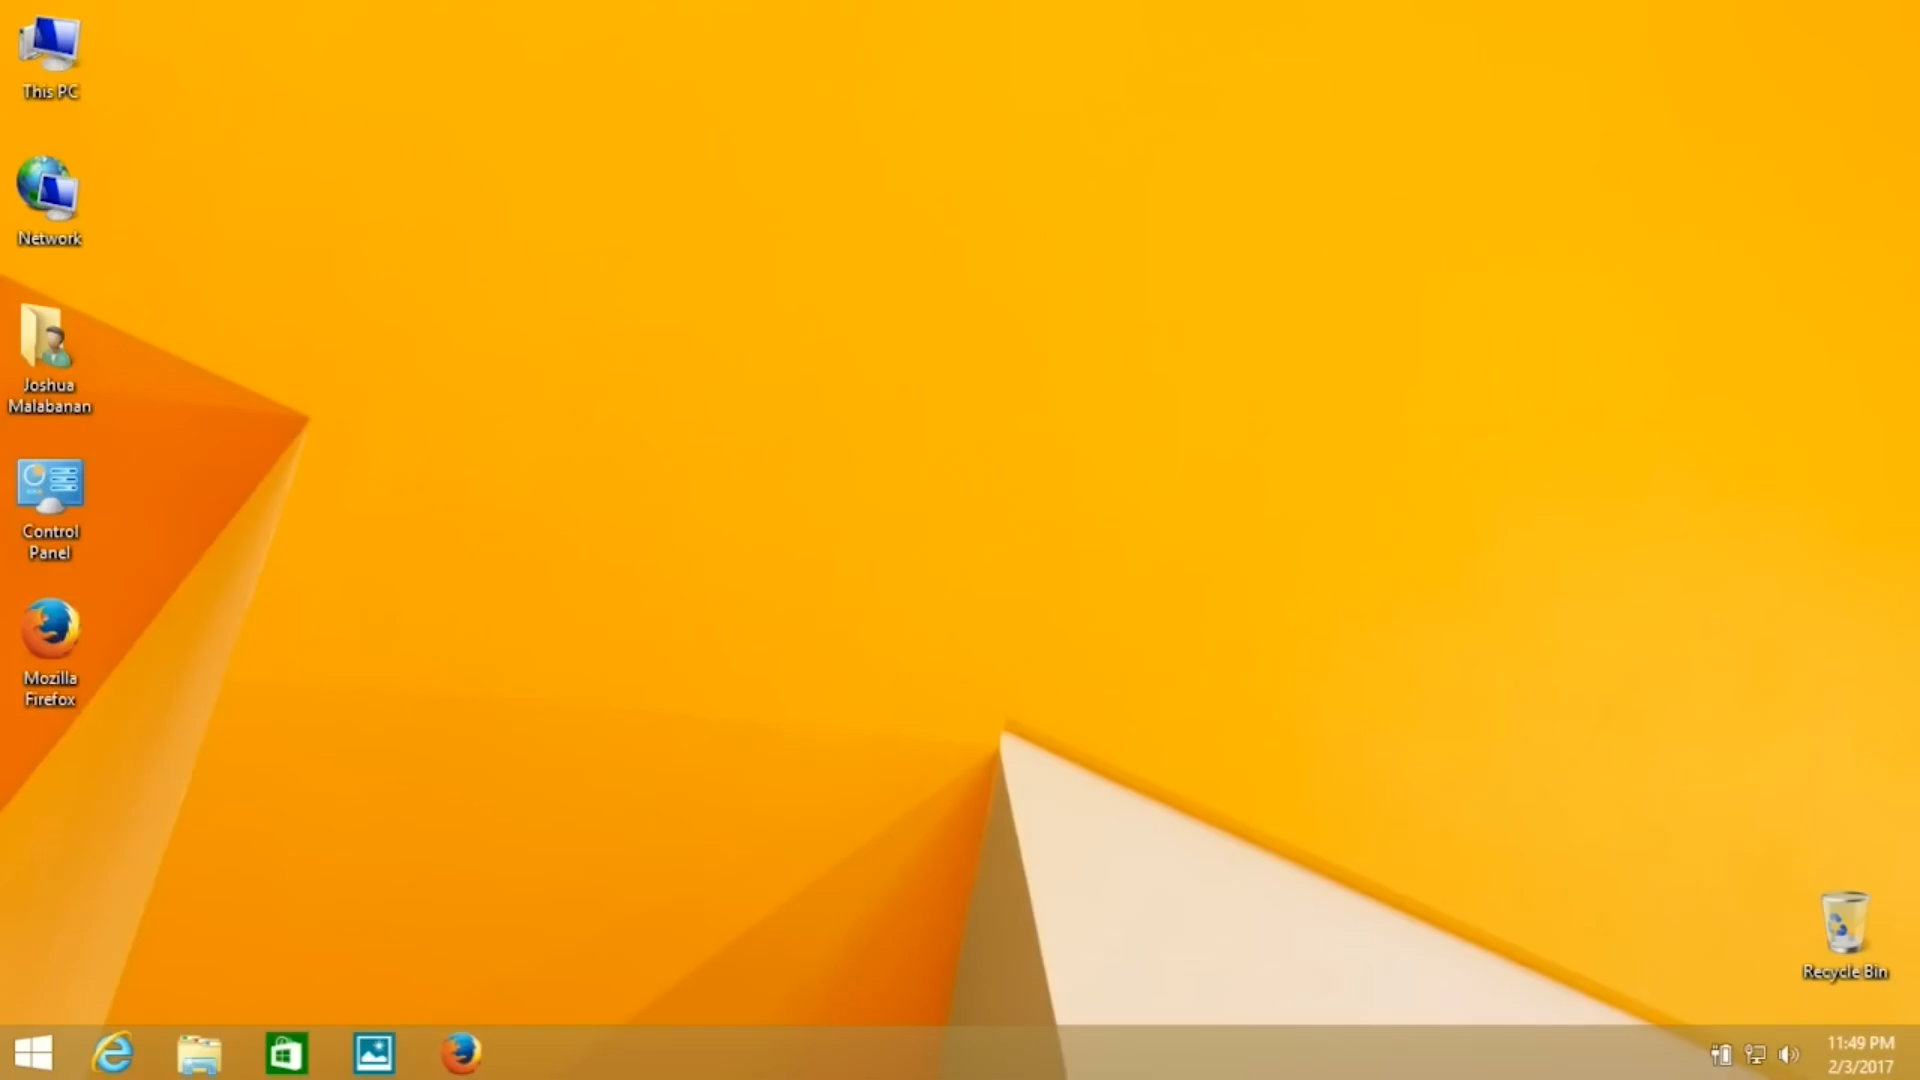 This PC
Network
Joshua
Malabanan
Control
Panel
Mozilla
Firefox
Recycle Bin
11:49 PM
2/3/2017